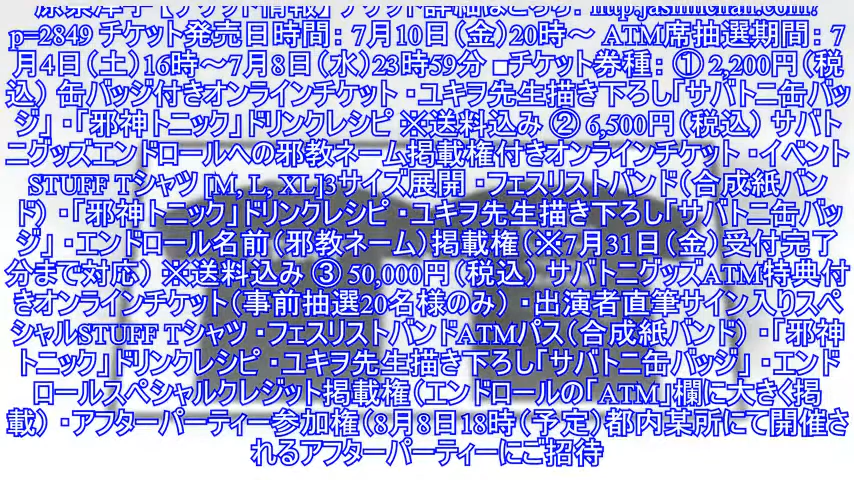 【チケット情報】チケット詳細はこちら: http.jasmichan.com?
p=2849 チケット発売日時間: 7月10日（金）20時～ ATM席抽選期間: 7
月4日（土）16時～7月8日（水）23時59分 ■チケット券種: ① 2,200円（税
込） 缶バッジ付きオンラインチケット ・ユキヲ先生描き下ろし「サバトニ缶バッ
ジ」・「邪神トニック」ドリンクレシピ ※送料込み ② 6,500円（税込） サバト
ニグッズエンドロールへの邪教ネーム掲載権付きオンラインチケット ・イベント
STUFF Tシャツ [M, L, XL]3サイズ展開 ・フェスリストバンド（合成紙バン
ド）・「邪神トニック」ドリンクレシピ ・ユキヲ先生描き下ろし「サバトニ缶バッ
ジ」・エンドロール名前（邪教ネーム）掲載権（※7月31日（金）受付完了
分まで対応） ※送料込み ③ 50,000円（税込） サバトニグッズATM特典付
きオンラインチケット（事前抽選20名様のみ）・出演者直筆サイン入りスペ
シャルSTUFF Tシャツ ・フェスリストバンドATMパス（合成紙バンド）・「邪神
トニック」ドリンクレシピ ・ユキヲ先生描き下ろし「サバトニ缶バッジ」・エンド
ロールスペシャルクレジット掲載権（エンドロールの「ATM」欄に大きく掲
載）・アフターパーティー参加権（8月8日18時（予定）都内某所にて開催さ
れるアフターパーティーにご招待